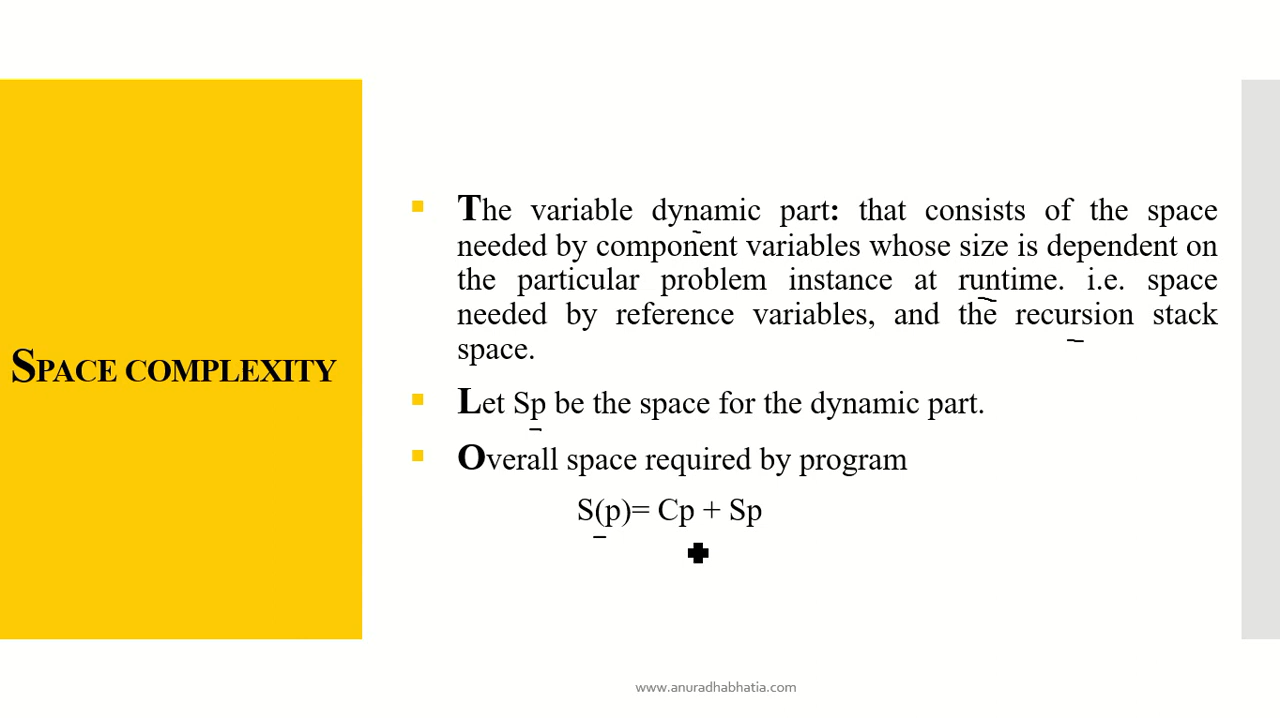 SPACE COMPLEXITY
The variable dynamic part: that consists of the space
needed by component variables whose size is dependent on
the particular problem instance at runtime. i.e. space
needed by reference variables, and the recursion stack
space.
Let Sp be the space for the dynamic part.
Overall space required by program
S(p)= Cp + Sp
www.anuradhabhatia.com